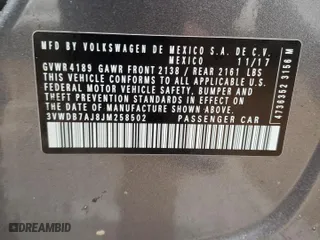 MFD BY VOLKSWAGEN DE MEXICO S.A. DE C.V.
MEXICO 11/17
GVWR 4189 GAWR FRONT 2138 / REAR 2161 LBS
THIS VEHICLE CONFORMS TO ALL APPLICABLE U.S.
FEDERAL MOTOR VEHICLE SAFETY, BUMPER, AND
THEFT PREVENTION STANDARDS IN EFFECT ON THE
DATE OF MANUFACTURE SHOWN ABOVE.
3VWDB7AJ8JM258502 PASSENGER CAR
4736352 3156 M
© DREAMBID